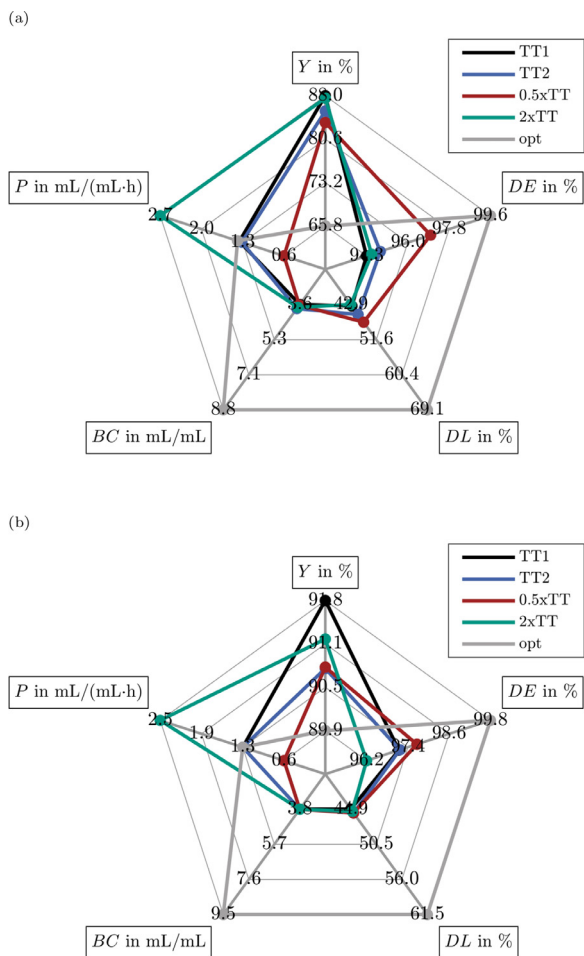 (a)
Y in %
TT1
TT2
0.5xTT
2xTT
opt
88.0
80.6
73.2
65.8
P in mL/(mL·h)
DE in %
2.7
2.0
1.3
0.6
99.6
97.8
96.0
3.6
42.9
5.3
51.6
7.1
60.4
8.8
69.1
BC in mL/mL
DL in %
(b)
Y in %
TT1
TT2
0.5xTT
2xTT
opt
91.8
91.1
90.5
89.9
P in mL/(mL·h)
DE in %
2.5
1.9
1.3
0.6
99.8
98.6
97.4
96.2
3.8
44.9
5.7
50.5
7.6
56.0
9.5
61.5
BC in mL/mL
DL in %